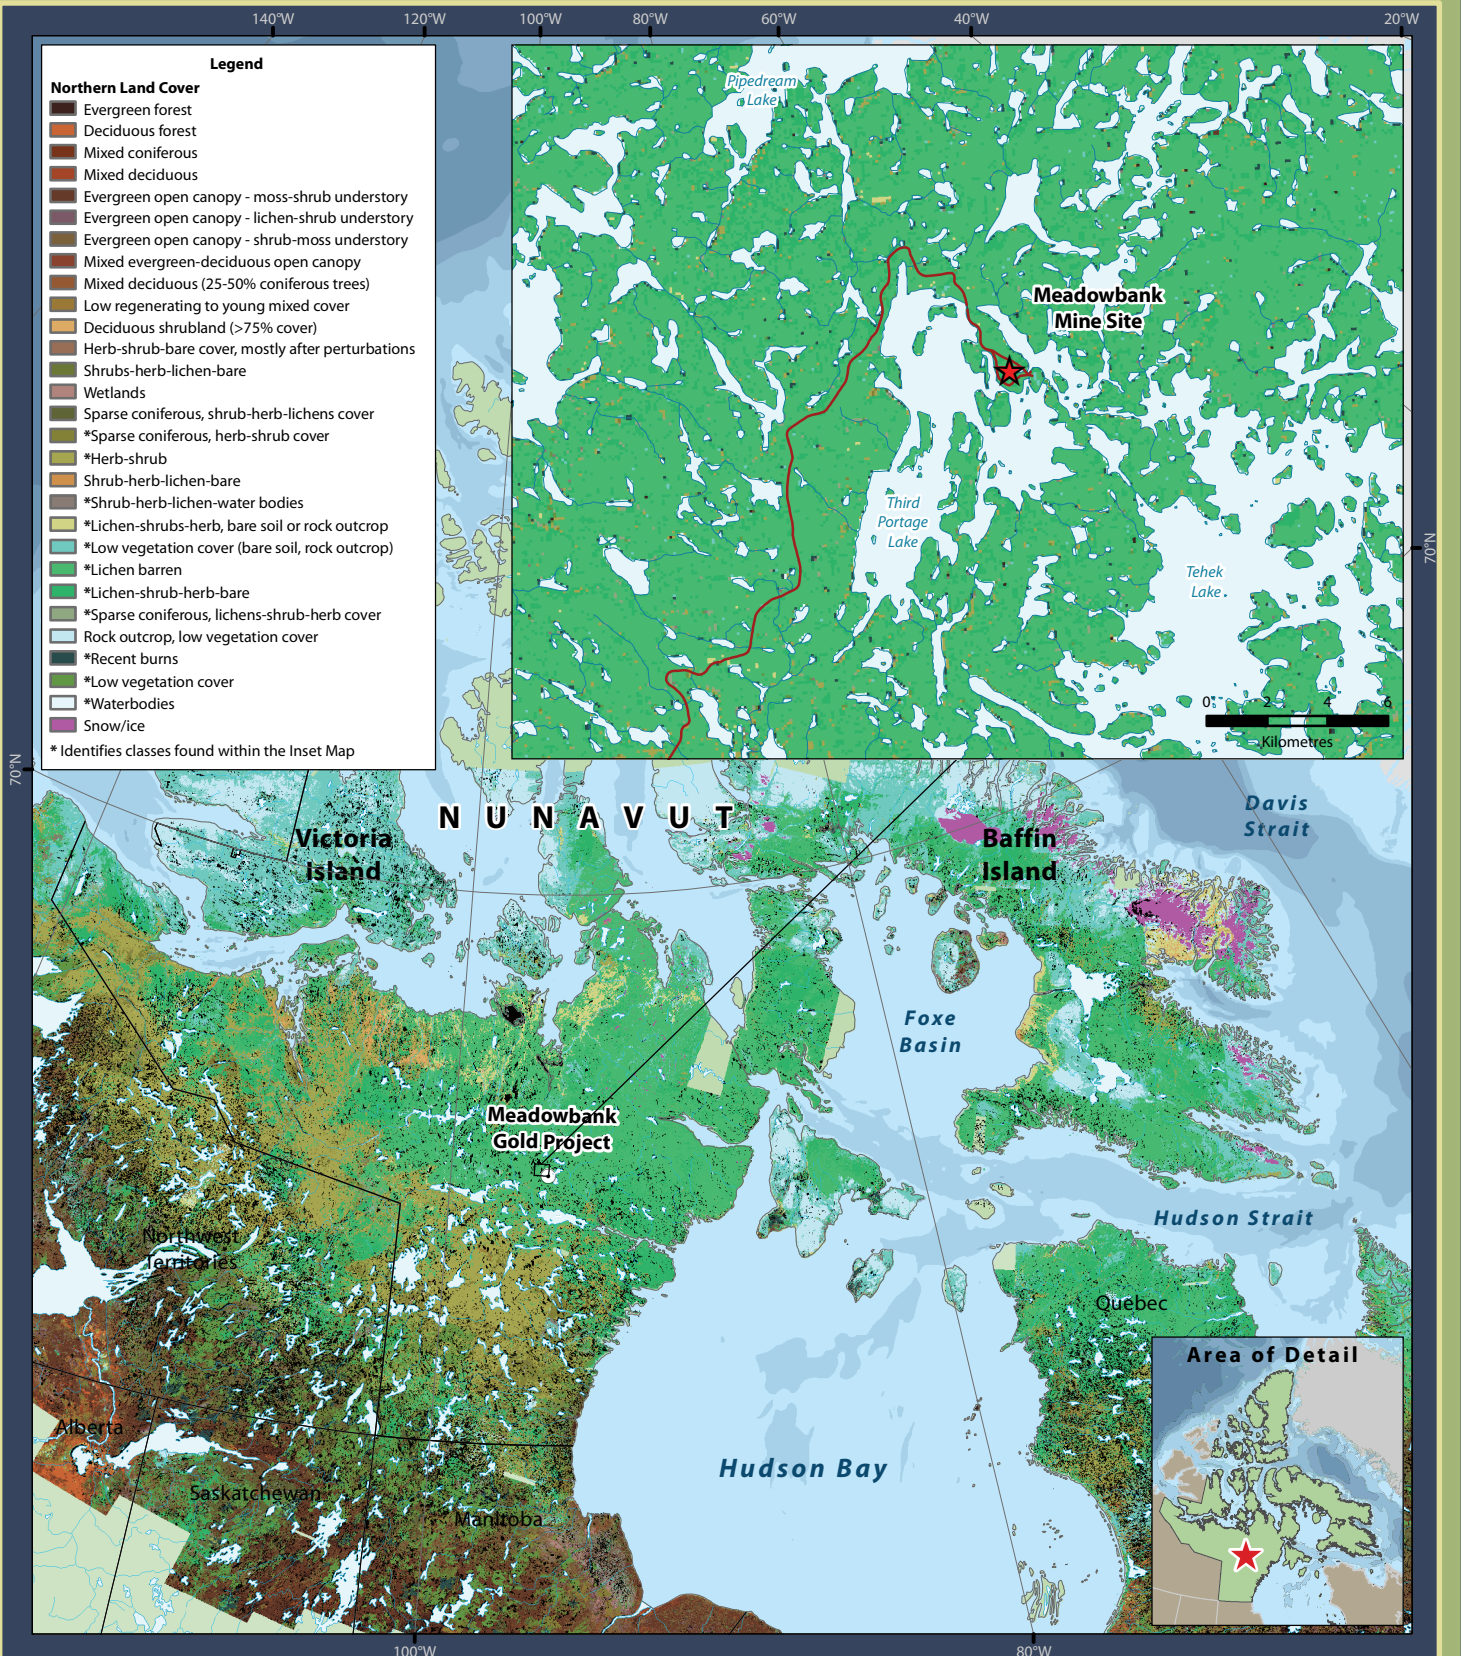 140°W
120°W
100°W
80°W
60°W
40°W
20°W
Legend
Northern Land Cover
Evergreen forest
Deciduous forest
Mixed coniferous
Mixed deciduous
Evergreen open canopy - moss-shrub understory
Evergreen open canopy - lichen-shrub understory
Evergreen open canopy - shrub-moss understory
Mixed evergreen-deciduous open canopy
Mixed deciduous (25-50% coniferous trees)
Low regenerating to young mixed cover
Deciduous shrubland (>75% cover)
Herb-shrub-bare cover, mostly after perturbations
Shrubs-herb-lichen-bare
Wetlands
Sparse coniferous, shrub-herb-lichens cover
*Sparse coniferous, herb-shrub cover
*Herb-shrub
Shrub-herb-lichen-bare
*Shrub-herb-lichen-water bodies
*Lichen-shrubs-herb, bare soil or rock outcrop
*Low vegetation cover (bare soil, rock outcrop)
*Lichen barren
*Lichen-shrub-herb-bare
*Sparse coniferous, lichens-shrub-herb cover
Rock outcrop, low vegetation cover
*Recent burns
*Low vegetation cover
*Waterbodies
Snow/ice
* Identifies classes found within the Inset Map
Pipedream
Lake
Meadowbank
Mine Site
Third
Portage
Lake
Tehek
Lake
0
2
4
6
Kilometres
70°N
70°N
NUNAVUT
Victoria
Island
Baffin
Island
Davis
Strait
Foxe
Basin
Meadowbank
Gold Project
Hudson Strait
Northwest
Territories
Quebec
Area of Detail
Alberta
Saskatchewan
Manitoba
Hudson Bay
100°W
80°W